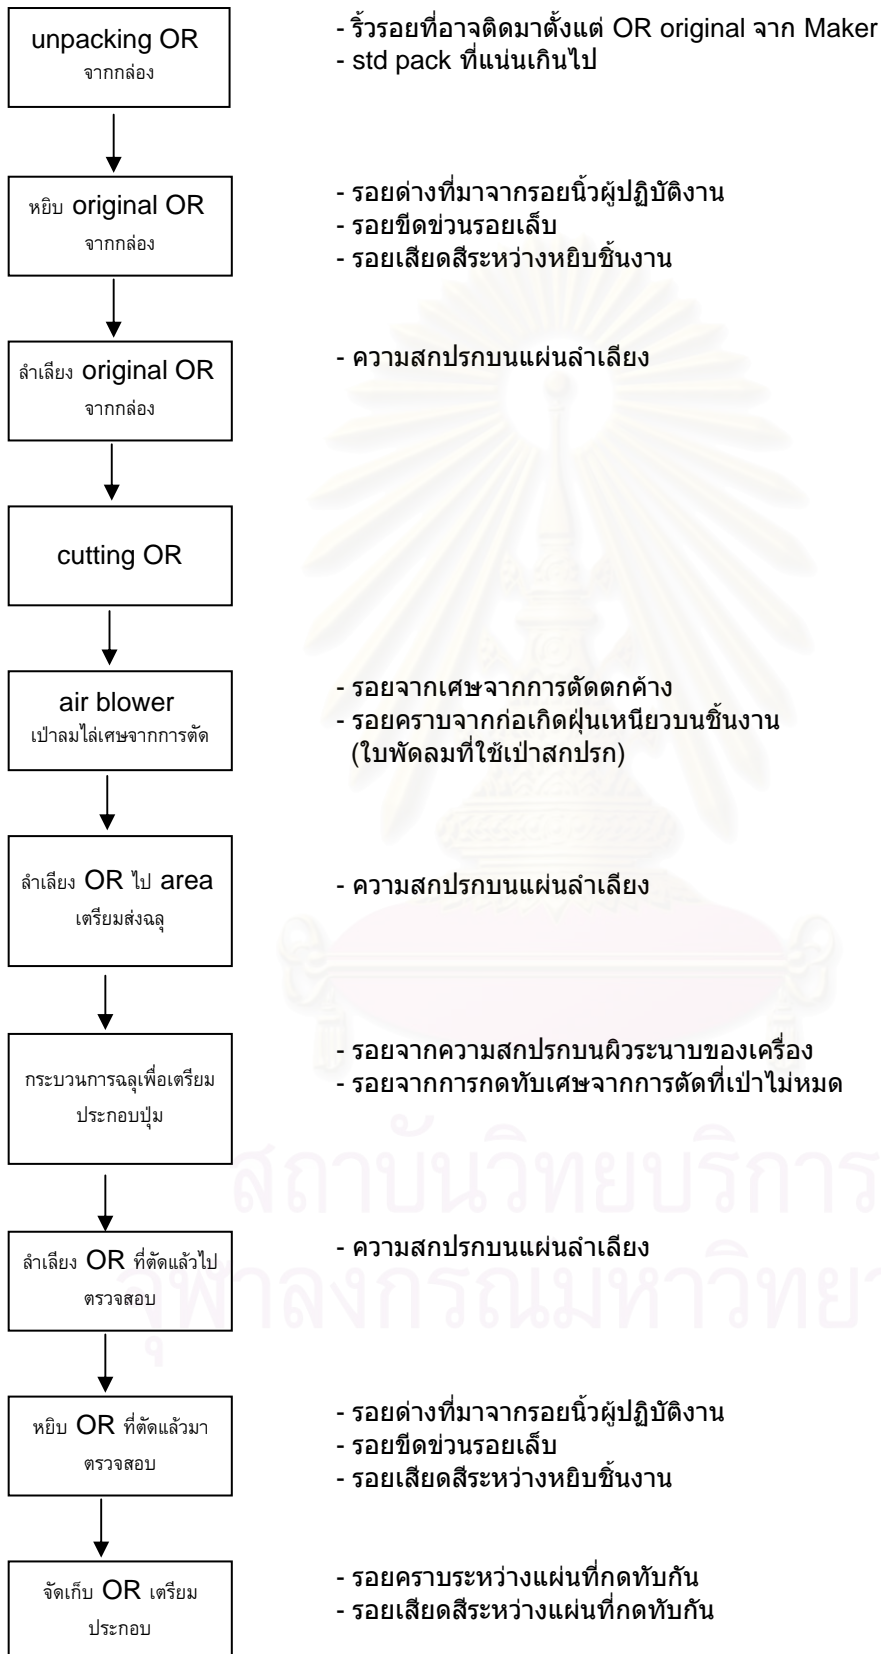 unpacking OR
จากกล่อง
- ริ้วรอยที่อาจติดมาตั้งแต่ OR original จาก Maker
- std pack ที่แน่นเกินไป
หยิบ original OR
จากกล่อง
- รอยด่างที่มาจากรอยนิ้วผู้ปฏิบัติงาน
- รอยขีดข่วนรอยเล็บ
- รอยเสียดสีระหว่างหยิบชิ้นงาน
ลำเลียง original OR
จากกล่อง
- ความสกปรกบนแผ่นลำเลียง
cutting OR
air blower
เป่าลมไล่เศษจากการตัด
- รอยจากเศษจากการตัดตกค้าง
- รอยคราบจากก่อเกิดฝุ่นเหนียวบนชิ้นงาน
(ใบพัดลมที่ใช้เป่าสกปรก)
ลำเลียง OR ไป area
เตรียมส่งฉลุ
- ความสกปรกบนแผ่นลำเลียง
กระบวนการฉลุเพื่อเตรียม
ประกอบปุ่ม
- รอยจากความสกปรกบนผิวระนาบของเครื่อง
- รอยจากการกดทับเศษจากการตัดที่เป่าไม่หมด
สถาบันวิทยบริการ
ลำเลียง OR ที่ตัดแล้วไป
ตรวจสอบ
- ความสกปรกบนแผ่นลำเลียง
จุฬาลงกรณมหาวิทยา
หยิบ OR ที่ตัดแล้วมา
ตรวจสอบ
- รอยด่างที่มาจากรอยนิ้วผู้ปฏิบัติงาน
- รอยขีดข่วนรอยเล็บ
- รอยเสียดสีระหว่างหยิบชิ้นงาน
จัดเก็บ OR เตรียม
ประกอบ
- รอยคราบระหว่างแผ่นที่กดทับกัน
- รอยเสียดสีระหว่างแผ่นที่กดทับกัน